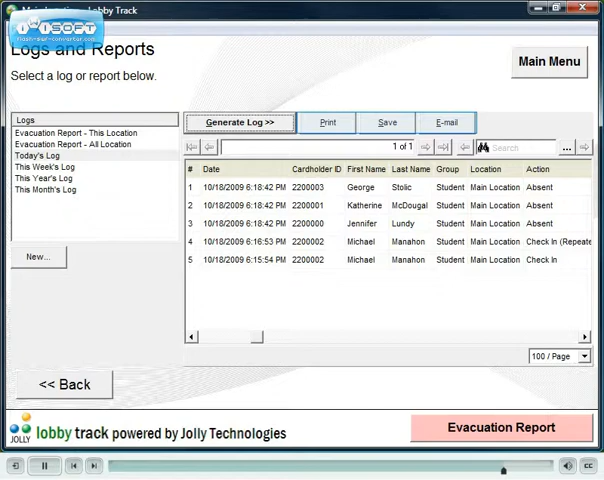 Lobby Track
iSOFT
Logs and Reports
Select a log or report below.
Main Menu
Logs
Evacuation Report - This Location
Evacuation Report - All Location
Today's Log
This Week's Log
This Year's Log
This Month's Log
New...
Generate Log >>
Print
Save
E-mail
1 of 1
Search
...
# Date Cardholder ID First Name Last Name Group Location Action
1 10/18/2009 6:18:42 PM 2200003 George Stolic Student Main Location Absent
2 10/18/2009 6:18:42 PM 2200001 Katherine McDougal Student Main Location Absent
3 10/18/2009 6:18:42 PM 2200000 Jennifer Lundy Student Main Location Absent
4 10/18/2009 6:16:53 PM 2200002 Michael Manahon Student Main Location Check In (Repeate
5 10/18/2009 6:15:54 PM 2200002 Michael Manahon Student Main Location Check In
100 / Page
<< Back
JOLLY
lobby track powered by Jolly Technologies
Evacuation Report
CC